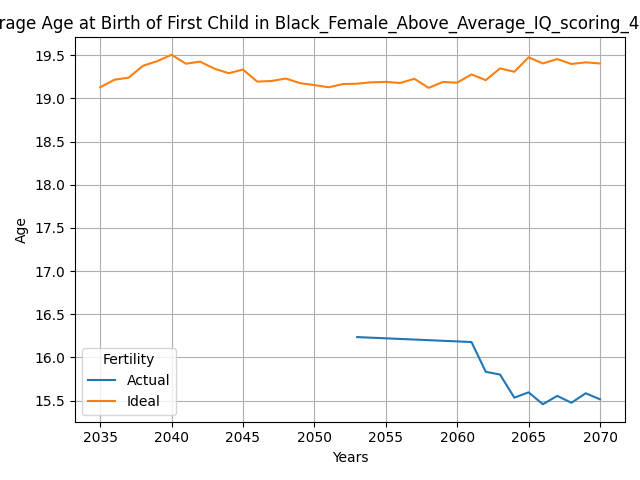 rage Age at Birth of First Child in Black_Female_Above_Average_IQ_scoring_4
19.5
19.0
18.5
18.0
17.5
17.0
16.5
16.0
15.5
Age
Fertility
Actual
Ideal
2035 2040 2045 2050 2055 2060 2065 2070
Years